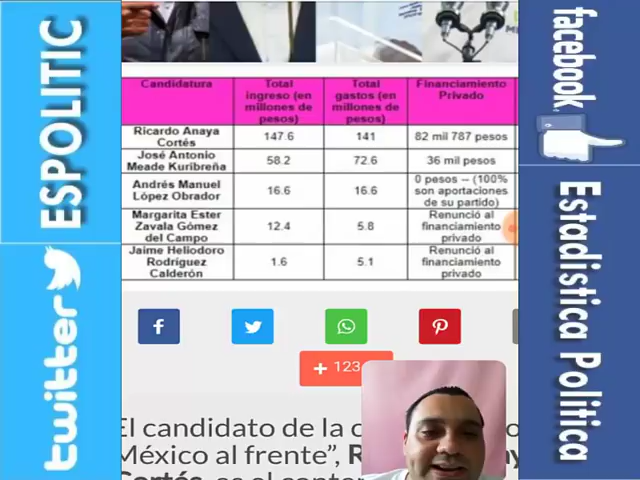 ESPOLITIC
twitter
Candidatura
Total ingreso (en millones de pesos)
Total gastos (en millones de pesos)
Financiamiento Privado
Ricardo Anaya Cortés
147.6
141
82 mil 787 pesos
José Antonio Meade Kuribreña
58.2
72.6
36 mil pesos
Andrés Manuel López Obrador
16.6
16.6
0 pesos -- (100% son aportaciones de su partido)
Margarita Ester Zavala Gómez del Campo
12.4
5.8
Renunció al financiamiento privado
Jaime Heliodoro Rodríguez Calderón
1.6
5.1
Renunció al financiamiento privado
+ 123
El candidato de la c
México al frente”, R
facebook
Estadistica Politica